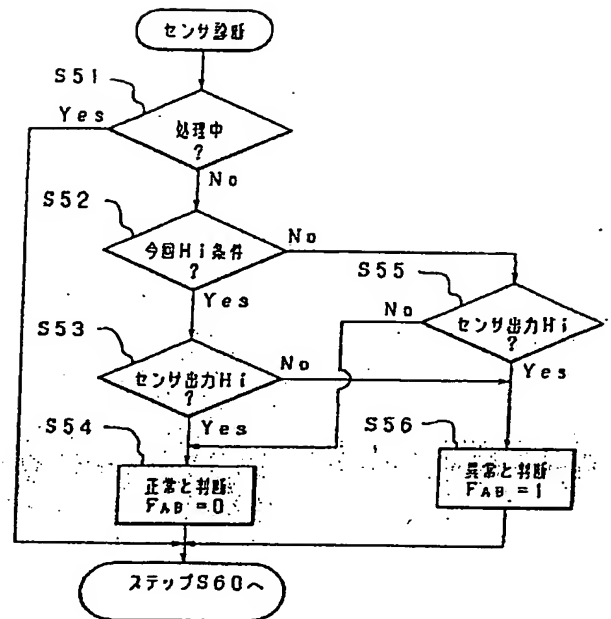 センサ診断
S51
Yes
処理中
?
No
S52
今回Hi条件
?
No
Yes
S55
No
センサ出力Hi
?
Yes
S53
センサ出力Hi
?
No
Yes
S54
正常と判断
FAB=0
S56
異常と判断
FAB=1
ステップS60へ